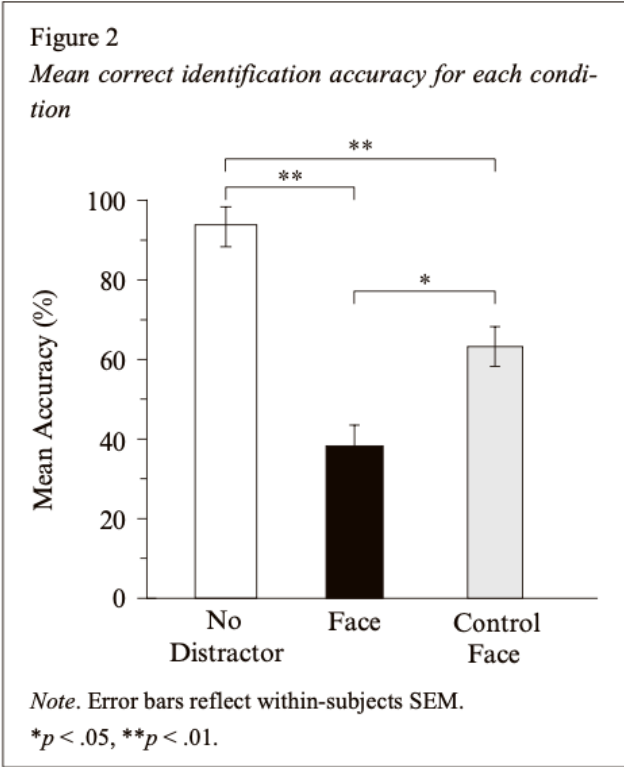 Figure 2
Mean correct identification accuracy for each condi-
tion
**
**
100
*
80
60
40
20
0
Mean Accuracy (%)
No
Distractor
Face
Control
Face
Note. Error bars reflect within-subjects SEM.
*p < .05, **p < .01.